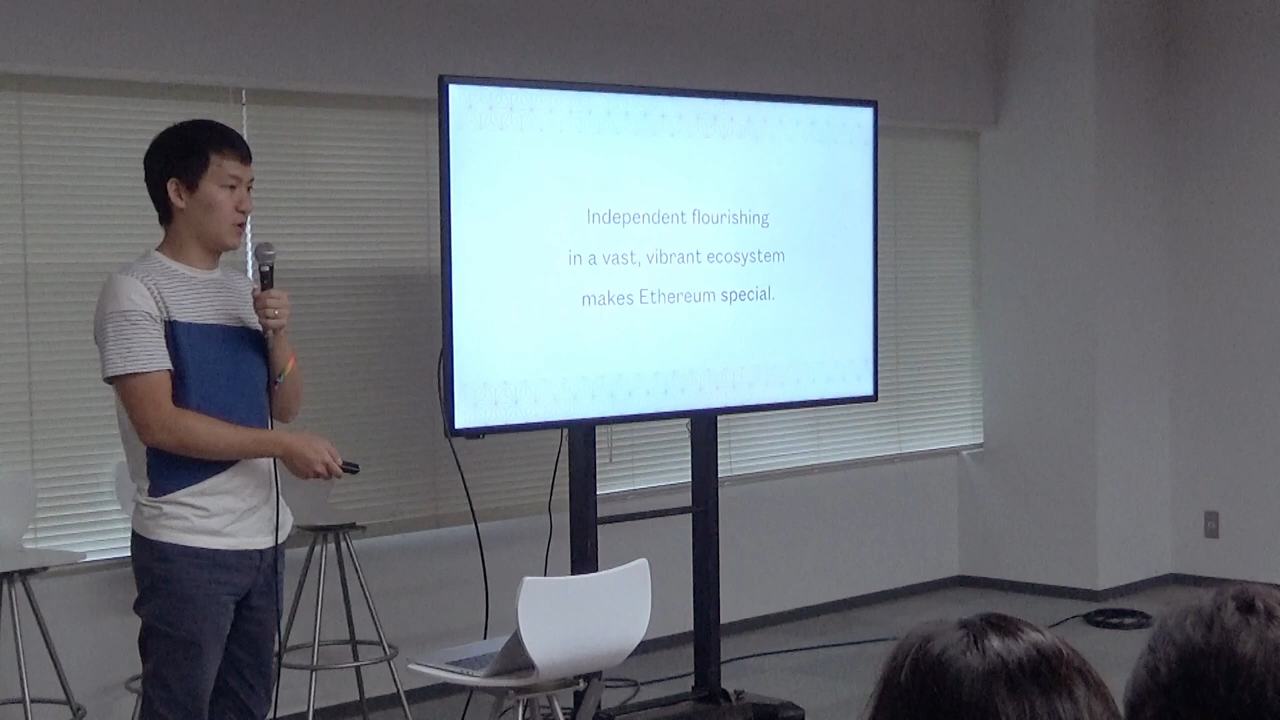 Independent flourishing
in a vast, vibrant ecosystem
makes Ethereum special.